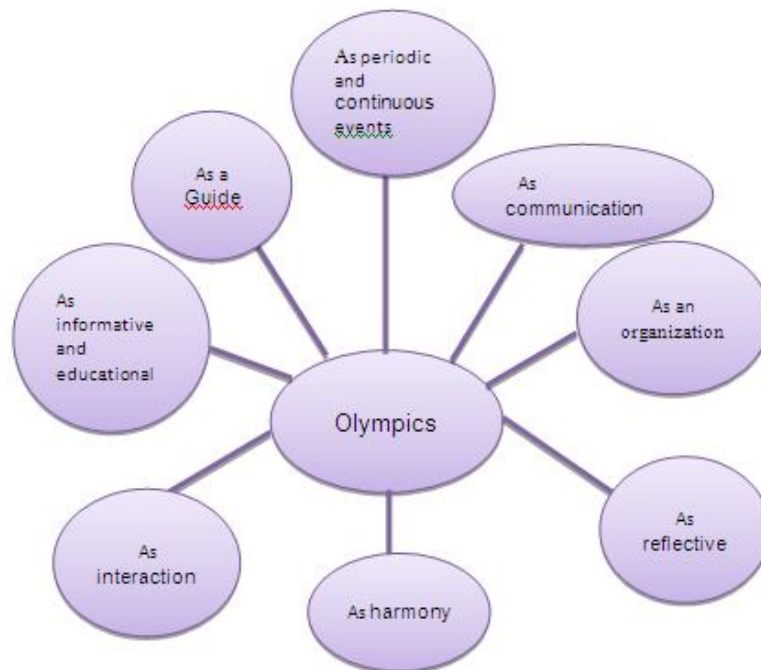 As periodic
and
continuous
events
As a
Guide
As
communication
As
informative
and
educational
As an
organization
Olympics
As
reflective
As
interaction
As harmony